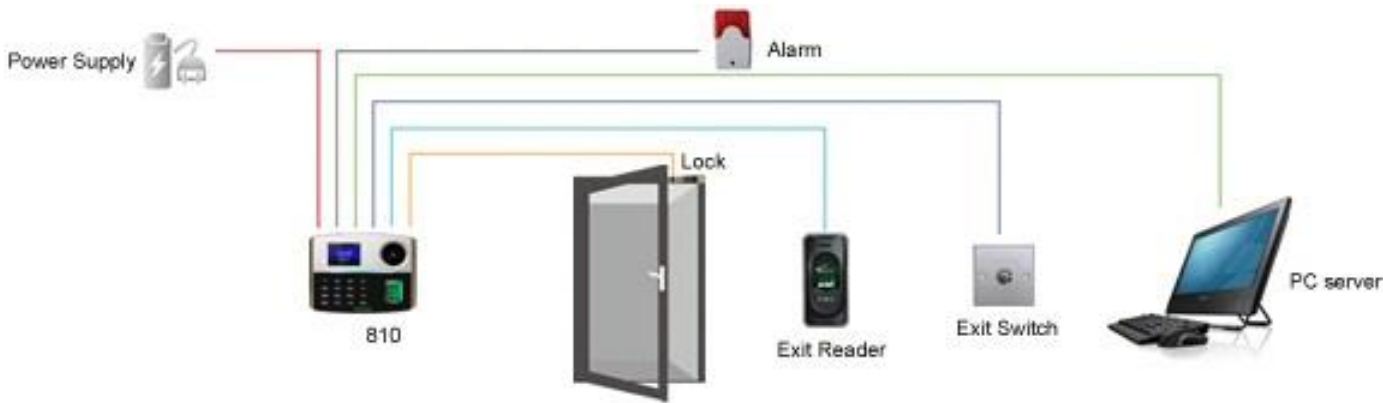 Power Supply
Alarm
Lock
810
Exit Reader
Exit Switch
PC server